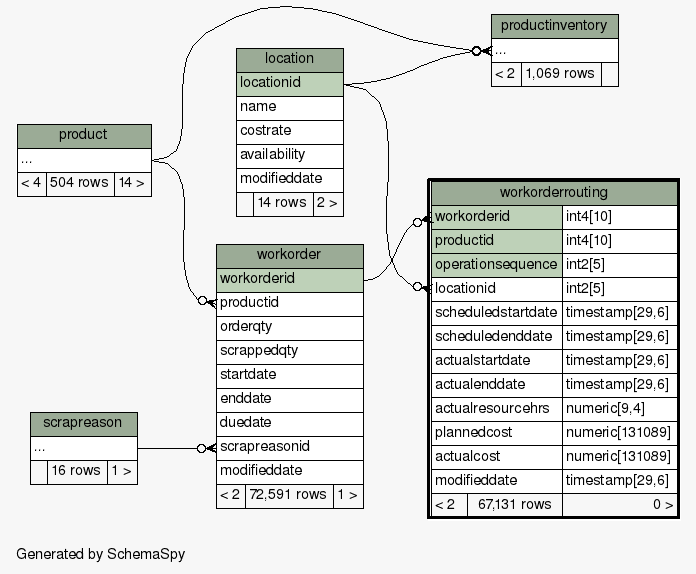 productinventory
...
< 2 1,069 rows
location
locationid
name
costrate
availability
modifieddate
14 rows 2 >
product
...
< 4 504 rows 14 >
workorderrouting
workorderid int4[10]
productid int4[10]
operationsequence int2[5]
locationid int2[5]
scheduledstartdate timestamp[29,6]
scheduledenddate timestamp[29,6]
actualstartdate timestamp[29,6]
actualenddate timestamp[29,6]
actualresourcehrs numeric[9,4]
plannedcost numeric[131089]
actualcost numeric[131089]
modifieddate timestamp[29,6]
< 2 67,131 rows 0 >
workorder
workorderid
productid
orderqty
scrappedqty
startdate
enddate
duedate
scrapreasonid
modifieddate
< 2 72,591 rows 1 >
scrapreason
...
16 rows 1 >
Generated by SchemaSpy